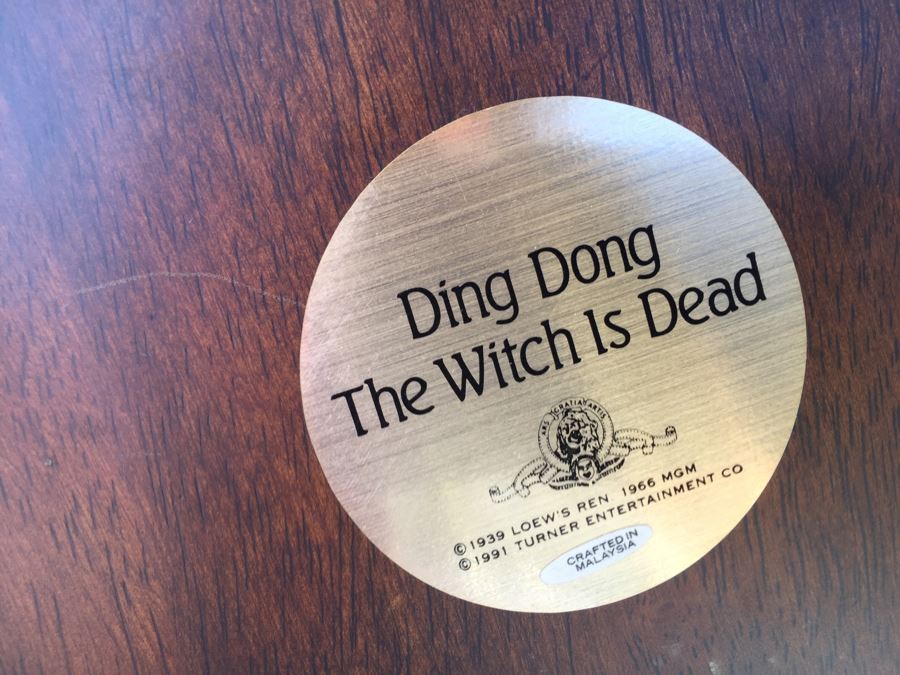 Ding Dong
The Witch Is Dead
ARS GRATIA ARTIS
©1939 LOEW'S REN 1966 MGM
©1991 TURNER ENTERTAINMENT CO
CRAFTED IN
MALAYSIA